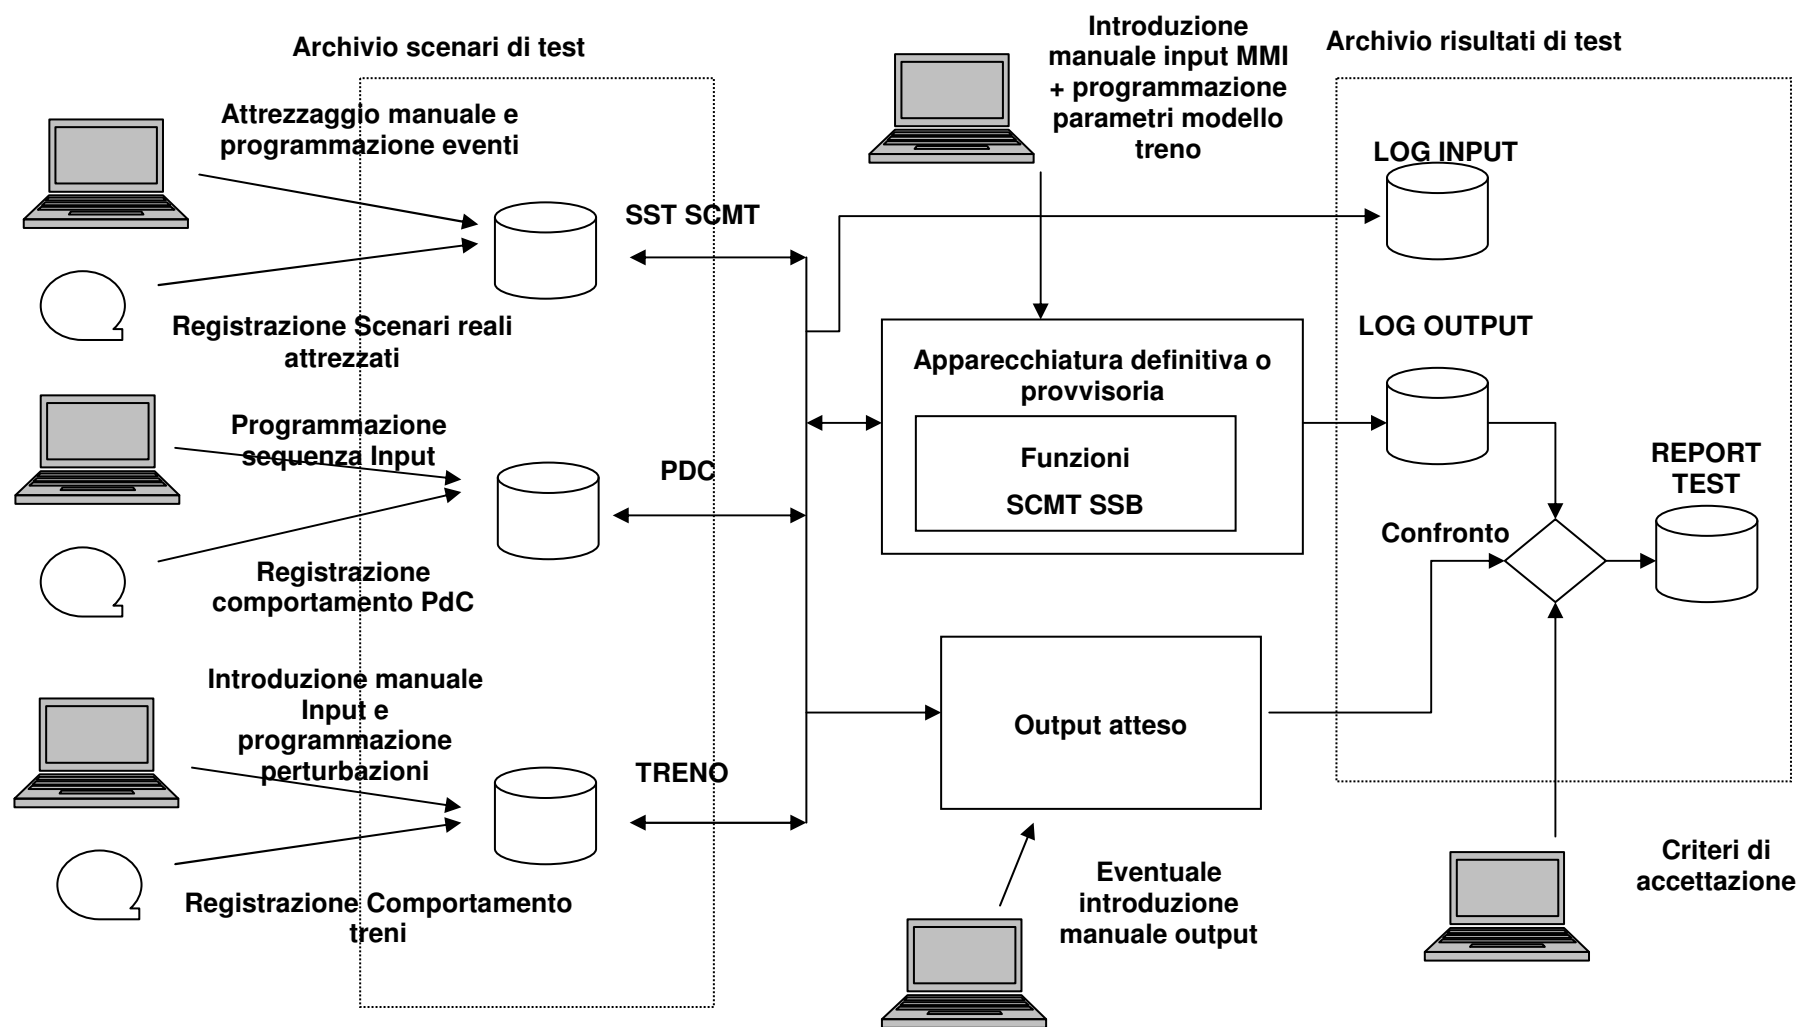 Archivio scenari di test
Attrezzaggio manuale e
programmazione eventi
SST SCMT
Registrazione Scenari reali
attrezzati
Programmazione
sequenza Input
PDC
Registrazione
comportamento PdC
Introduzione manuale
Input e
programmazione
perturbazioni
TRENO
Registrazione Comportamento
treni
Introduzione
manuale input MMI
+ programmazione
parametri modello
treno
Apparecchiatura definitiva o
provvisoria
Funzioni
SCMT SSB
Output atteso
Eventuale
introduzione
manuale output
Archivio risultati di test
LOG INPUT
LOG OUTPUT
REPORT
TEST
Confronto
Criteri di
accettazione